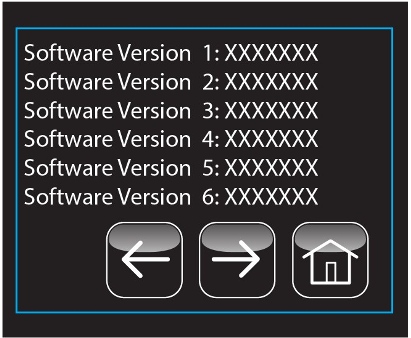 Software Version 1: XXXXXXX
Software Version 2: XXXXXXX
Software Version 3: XXXXXXX
Software Version 4: XXXXXXX
Software Version 5: XXXXXXX
Software Version 6: XXXXXXX